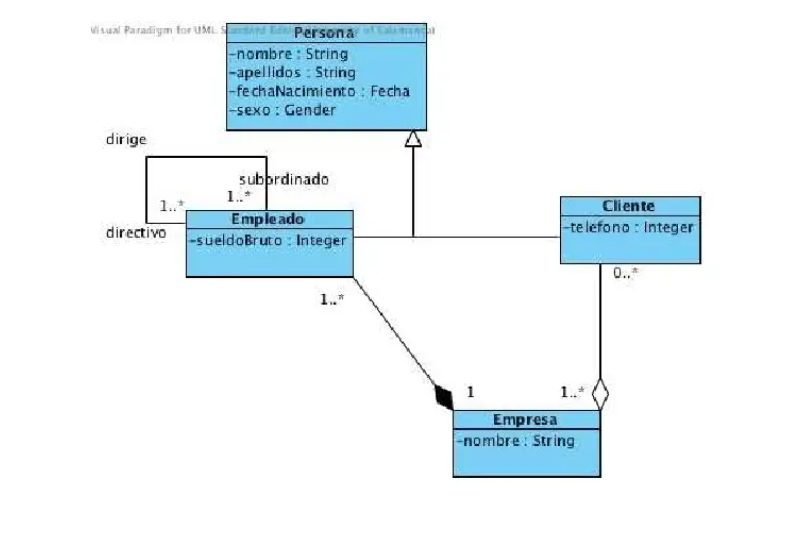 Visual Paradigm for UML Standard Edition(University of Salamanca)
Persona
-nombre : String
-apellidos : String
-fechaNacimiento : Fecha
-sexo : Gender
dirige
subordinado
1..*
1..*
directivo
Empleado
-sueldoBruto : Integer
Cliente
-telefono : Integer
0..*
1..*
1
1..*
Empresa
-nombre : String